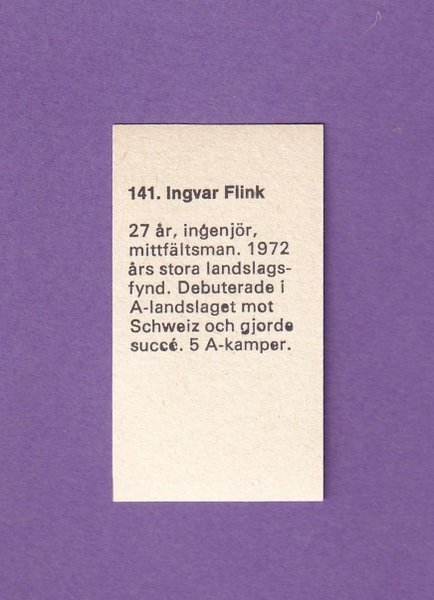 141. Ingvar Flink
27 år, ingenjör,
mittfältsman. 1972
års stora landslags-
fynd. Debuterade i
A-landslaget mot
Schweiz och gjorde
succé. 5 A-kamper.